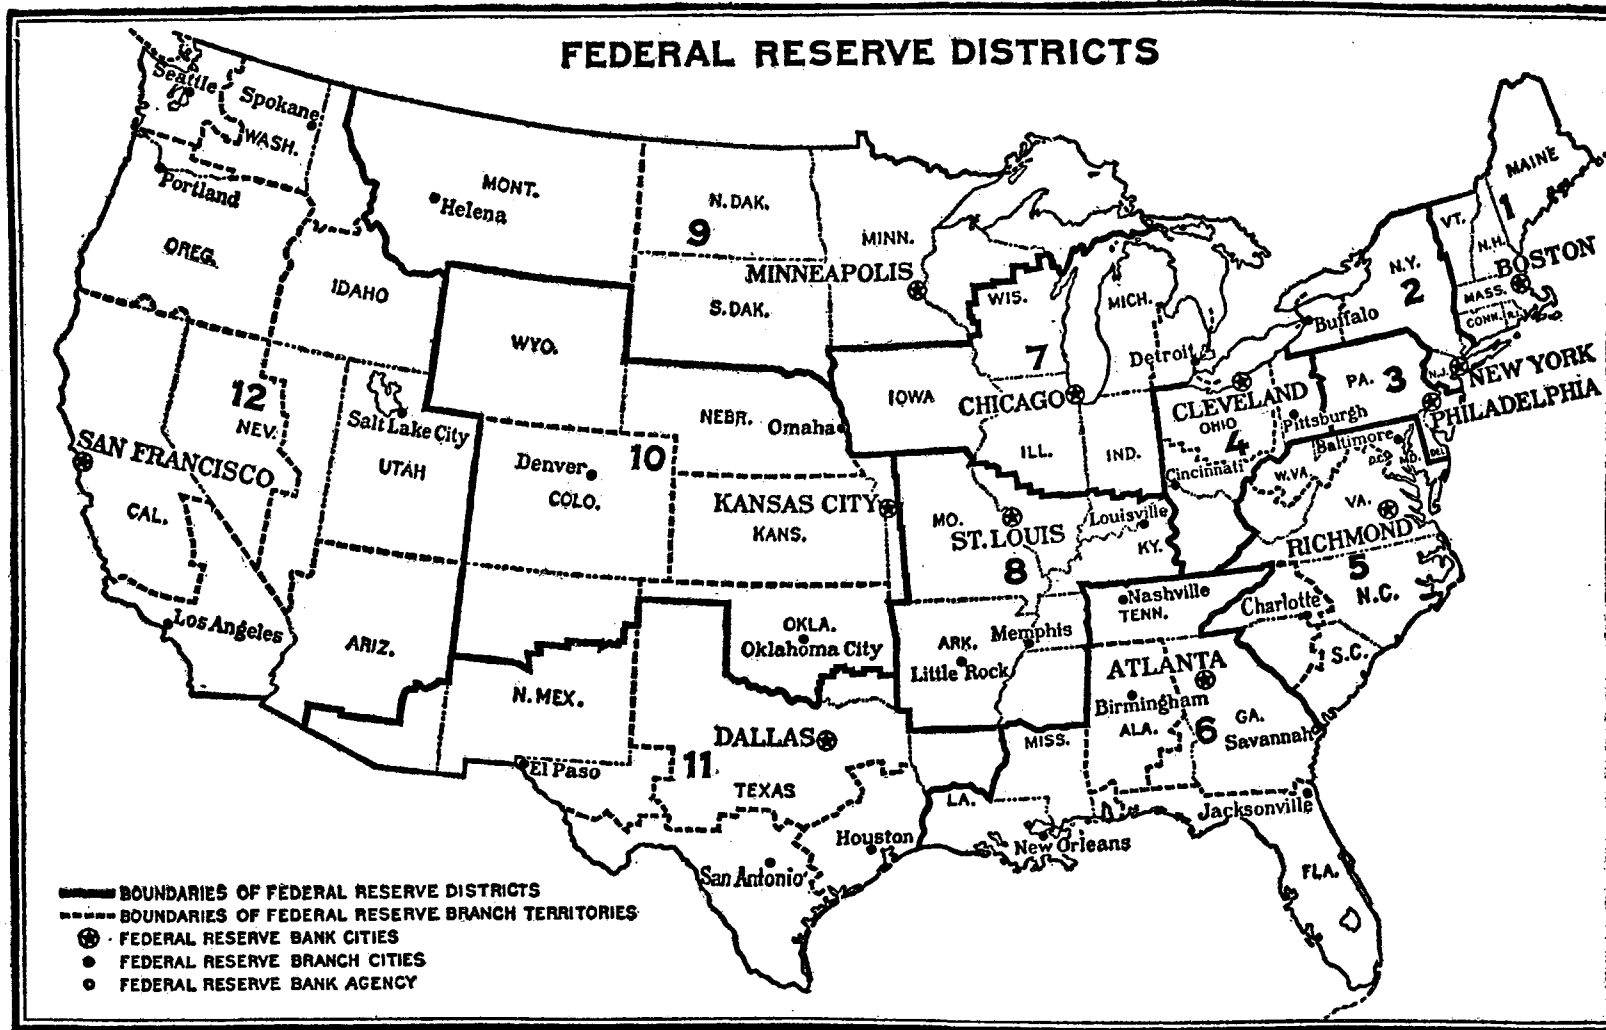 FEDERAL RESERVE DISTRICTS
Seattle
Spokane
WASH.
Portland
OREG.
MONT.
Helena
IDAHO
N.DAK.
9
MINN.
MINNEAPOLIS
S.DAK.
WYO.
WIS.
MICH.
7
Detroit
IOWA
CHICAGO
ILL.
IND.
MAINE
1
VT.
N.H.
BOSTON
MASS.
CONN.
R.I.
N.Y.
2
Buffalo
NEW YORK
N.J.
PA.
3
PHILADELPHIA
CLEVELAND
OHIO
4
Pittsburgh
Cincinnati
Baltimore
D.C.
MD.
DEL.
W.VA.
VA.
RICHMOND
5
N.C.
Charlotte
S.C.
12
NEV.
SAN FRANCISCO
CAL.
Los Angeles
Salt Lake City
UTAH
ARIZ.
NEBR.
Omaha
10
Denver
COLO.
KANSAS CITY
KANS.
OKLA.
Oklahoma City
MO.
ST. LOUIS
8
Louisville
KY.
ARK.
Memphis
Little Rock
Nashville
TENN.
ATLANTA
Birmingham
ALA.
6
GA.
Savannah
MISS.
LA.
New Orleans
Jacksonville
FLA.
N.MEX.
El Paso
DALLAS
11
TEXAS
Houston
San Antonio
BOUNDARIES OF FEDERAL RESERVE DISTRICTS
BOUNDARIES OF FEDERAL RESERVE BRANCH TERRITORIES
FEDERAL RESERVE BANK CITIES
FEDERAL RESERVE BRANCH CITIES
FEDERAL RESERVE BANK AGENCY